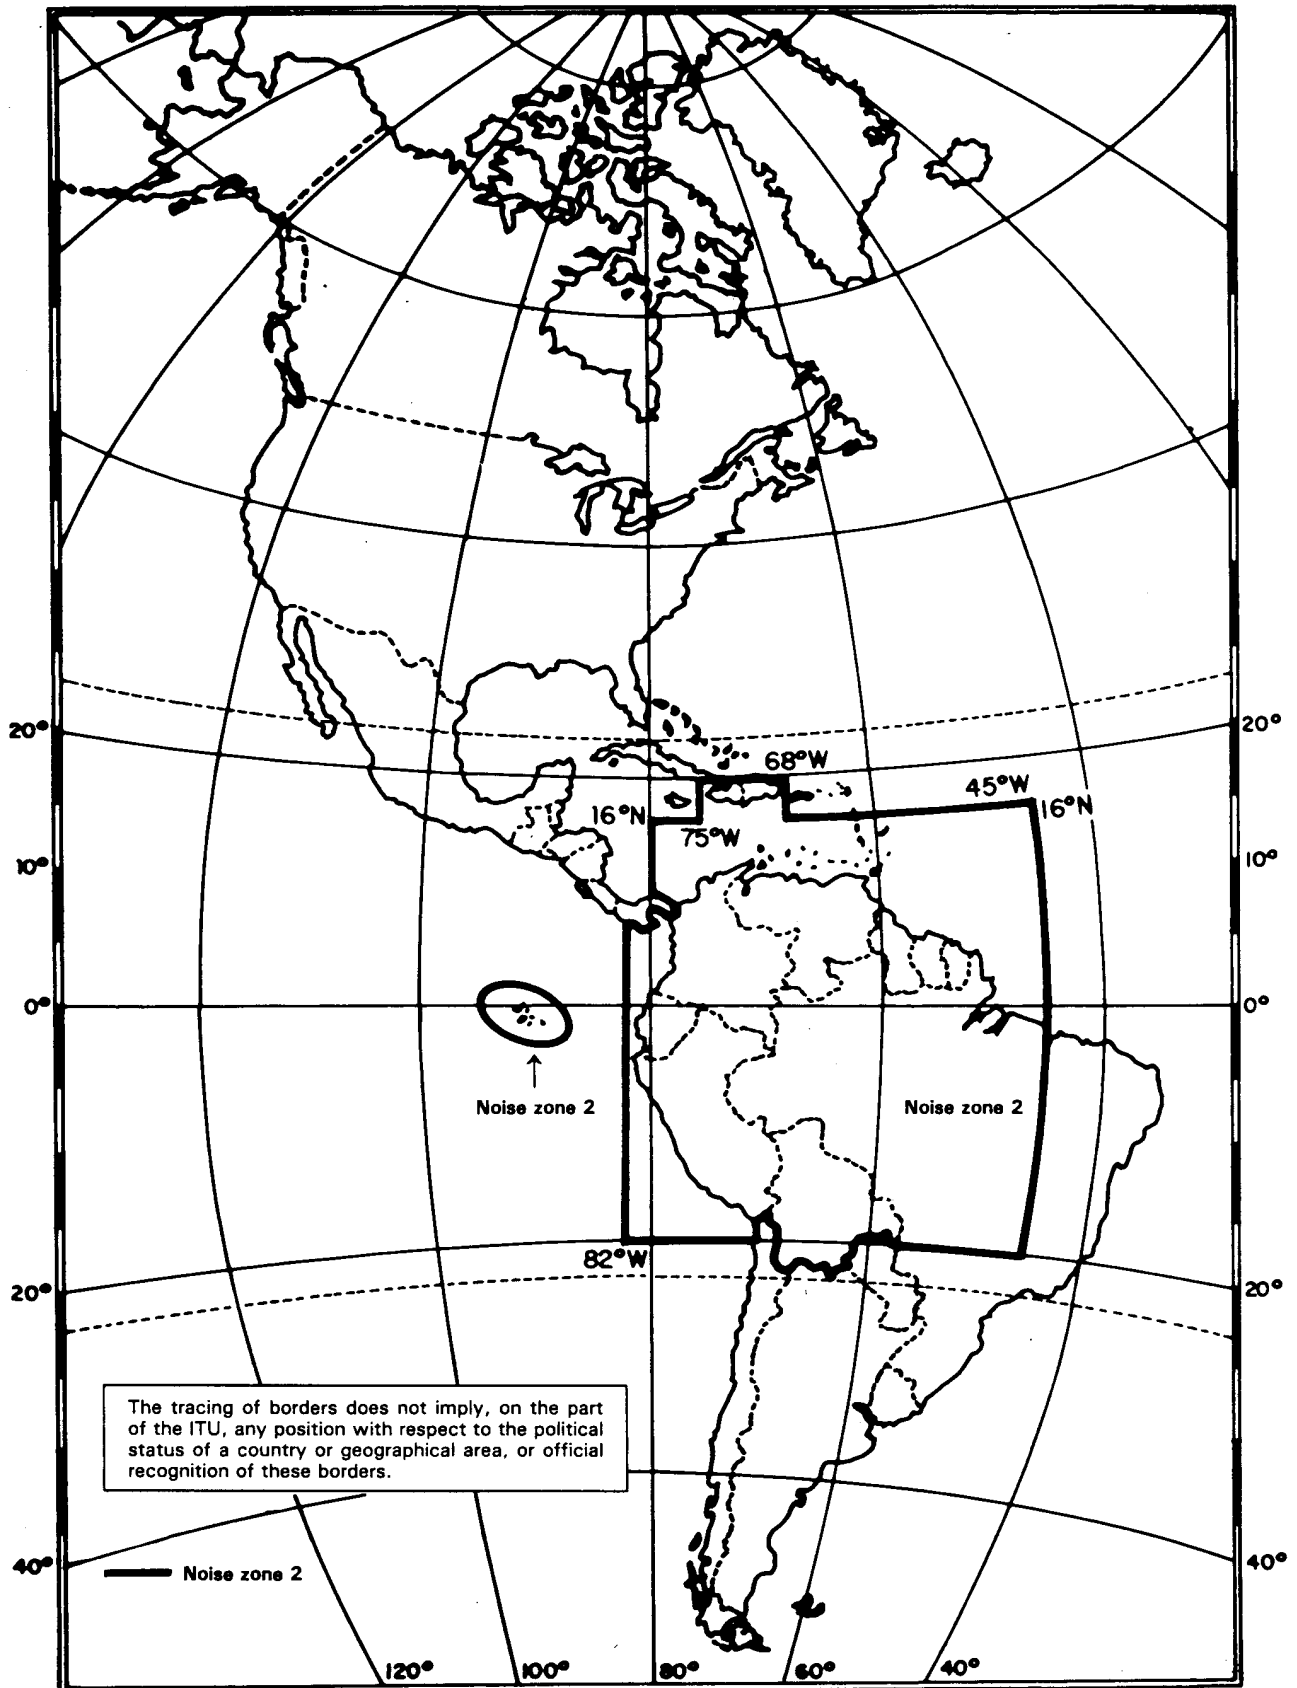 20°
20°
68°W
45°W
16°N
16°N
75°W
10°
10°
0°
0°
Noise zone 2
Noise zone 2
82°W
20°
20°
The tracing of borders does not imply, on the part
of the ITU, any position with respect to the political
status of a country or geographical area, or official
recognition of these borders.
40°
40°
Noise zone 2
120°
100°
80°
60°
40°